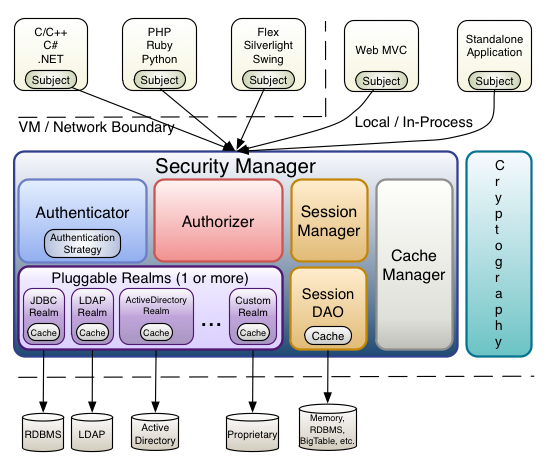 C/C++
C#
.NET
Subject
PHP
Ruby
Python
Subject
Flex
Silverlight
Swing
Subject
Web MVC
Subject
Standalone
Application
Subject
VM / Network Boundary
Local / In-Process
Security Manager
Authenticator
Authentication
Strategy
Authorizer
Session
Manager
Cache
Manager
Cryptography
Pluggable Realms (1 or more)
JDBC
Realm
Cache
LDAP
Realm
Cache
ActiveDirectory
Realm
Cache
...
Custom
Realm
Cache
Session
DAO
Cache
RDBMS
LDAP
Active
Directory
Proprietary
Memory,
RDBMS,
BigTable, etc.